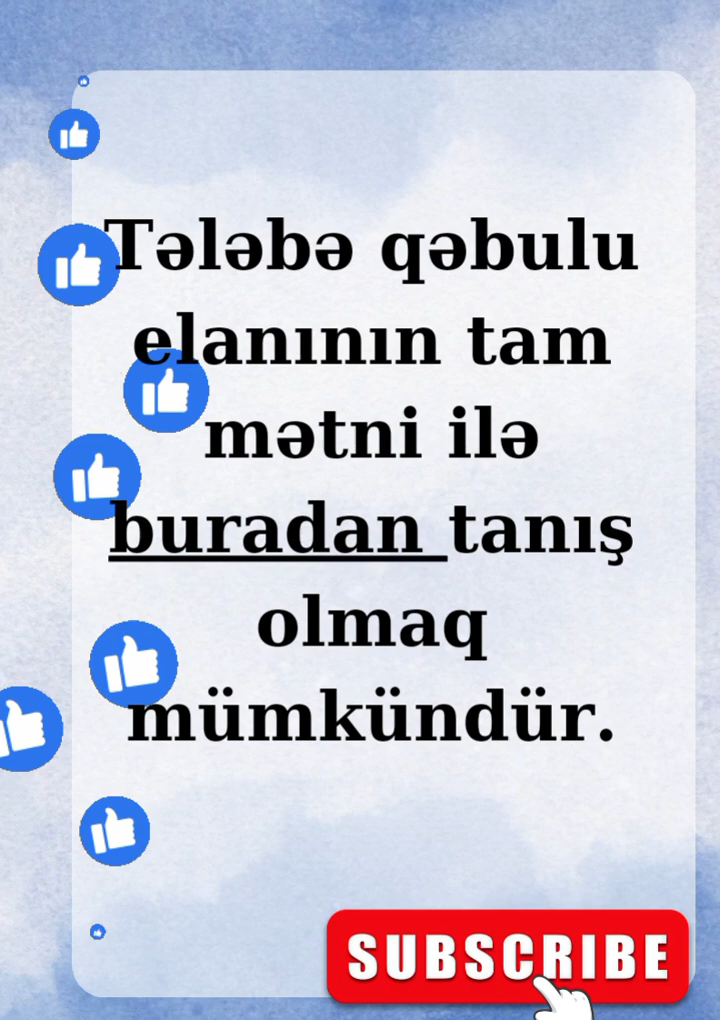 Tələbə qəbulu
elanının tam
mətni ilə
buradan tanış
olmaq
mümkündür.
SUBSCRIBE